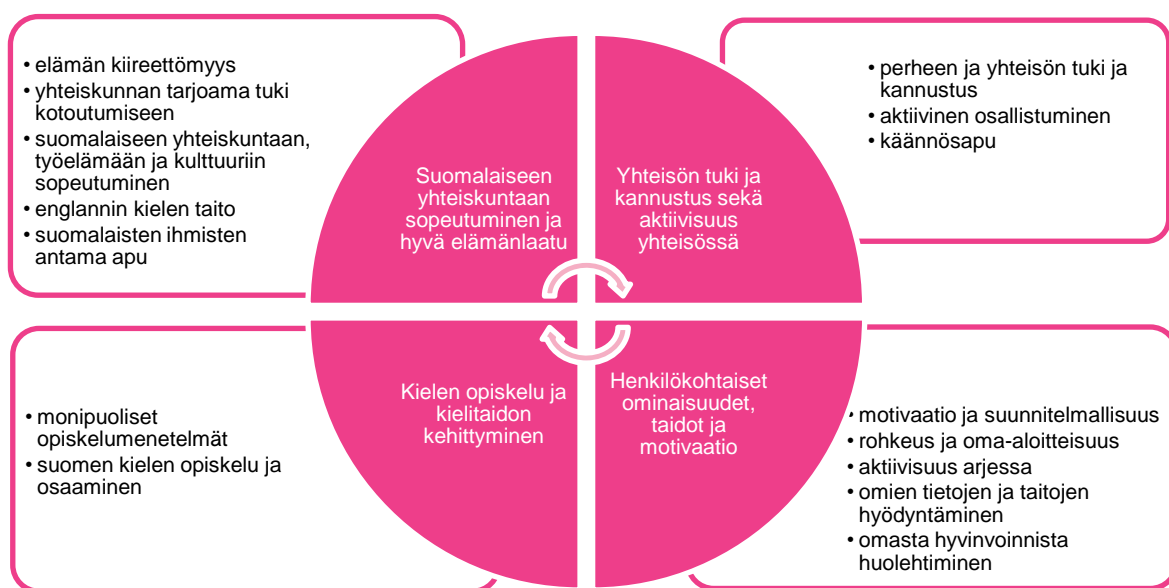 • elämän kiireettömyys
• yhteiskunnan tarjoama tuki
kotoutumiseen
• suomalaiseen yhteiskuntaan,
työelämään ja kulttuuriin
sopeutuminen
• englannin kielen taito
• suomalaisten ihmisten
antama apu
Suomalaiseen
yhteiskuntaan
sopeutuminen ja
hyvä elämänlaatu
Yhteisön tuki ja
kannustus sekä
aktiivisuus
yhteisössä
• perheen ja yhteisön tuki ja
kannustus
• aktiivinen osallistuminen
• käännösapu
• monipuoliset
opiskelumenetelmät
• suomen kielen opiskelu ja
osaaminen
Kielen opiskelu ja
kielitaidon
kehittyminen
Henkilökohtaiset
ominaisuudet,
taidot ja
motivaatio
• motivaatio ja suunnitelmallisuus
• rohkeus ja oma-aloitteisuus
• aktiivisuus arjessa
• omien tietojen ja taitojen
hyödyntäminen
• omasta hyvinvoinnista
huolehtiminen